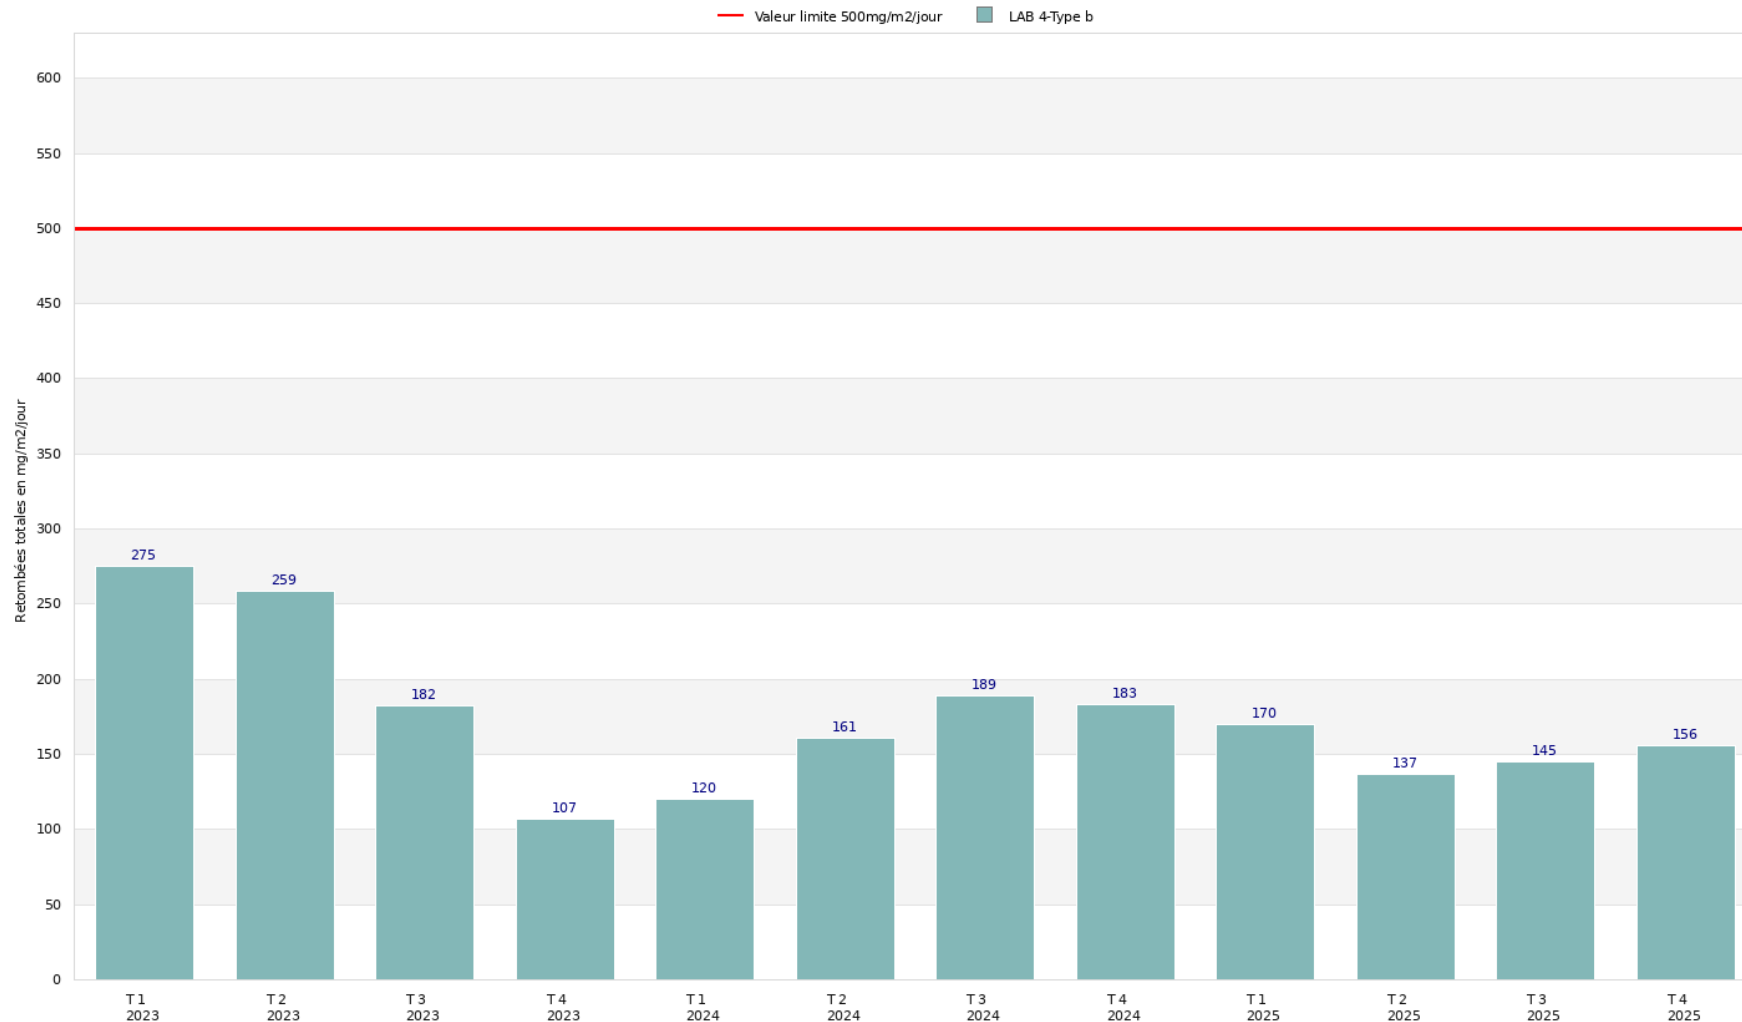 Valeur limite 500mg/m2/jour
LAB 4-Type b
Retombées totales en mg/m2/jour
600
550
500
450
400
350
300
250
200
150
100
50
0
275
259
182
107
120
161
189
183
170
137
145
156
T 1
2023
T 2
2023
T 3
2023
T 4
2023
T 1
2024
T 2
2024
T 3
2024
T 4
2024
T 1
2025
T 2
2025
T 3
2025
T 4
2025